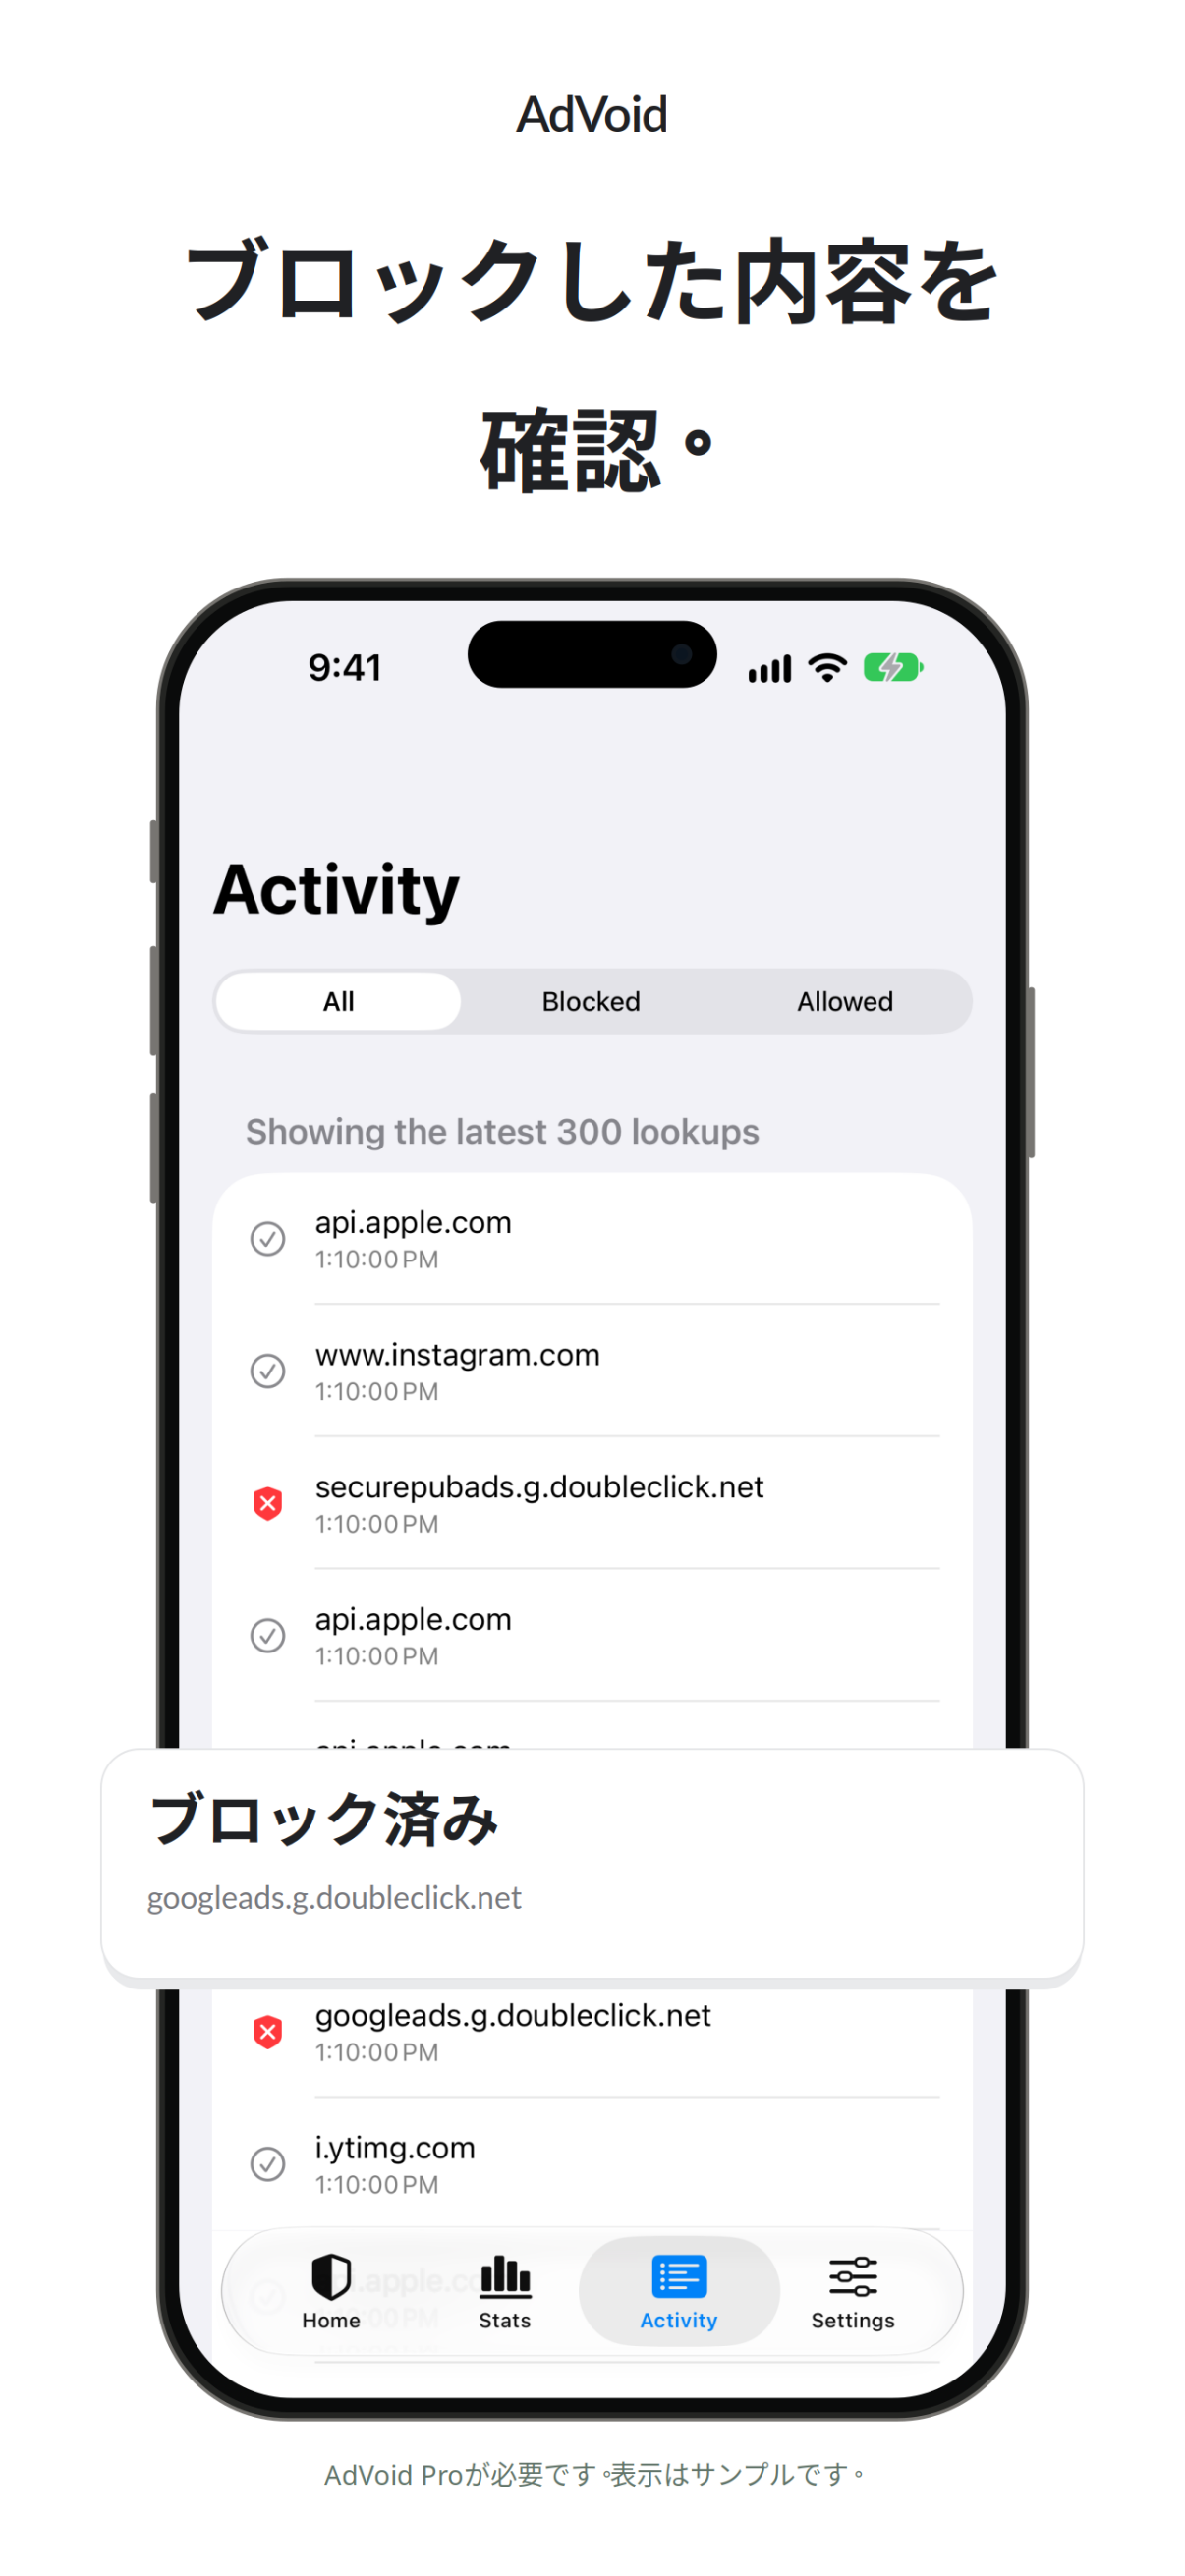 AdVoid
ブロックした内容を
確認。
9:41
Activity
All Blocked Allowed
Showing the latest 300 lookups
api.apple.com
1:10:00 PM
www.instagram.com
1:10:00 PM
securepubads.g.doubleclick.net
1:10:00 PM
api.apple.com
1:10:00 PM
api.apple.com
ブロック済み
googleads.g.doubleclick.net
googleads.g.doubleclick.net
1:10:00 PM
i.ytimg.com
1:10:00 PM
Home Stats Activity Settings
AdVoid Proが必要です。表示はサンプルです。